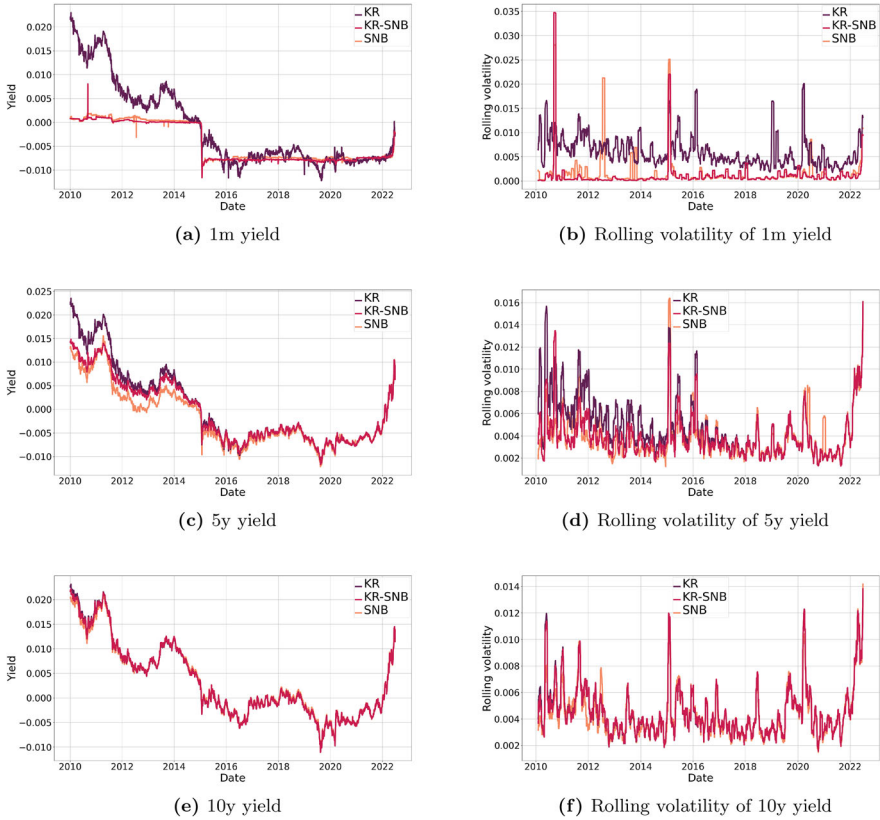 0.020
0.015
0.010
0.005
0.000
−0.005
−0.010
Yield
KR
KR-SNB
SNB
2010 2012 2014 2016 2018 2020 2022
Date
(a) 1m yield
0.035
0.030
0.025
0.020
0.015
0.010
0.005
0.000
Rolling volatility
KR
KR-SNB
SNB
2010 2012 2014 2016 2018 2020 2022
Date
(b) Rolling volatility of 1m yield
0.025
0.020
0.015
0.010
0.005
0.000
−0.005
−0.010
Yield
KR
KR-SNB
SNB
2010 2012 2014 2016 2018 2020 2022
Date
(c) 5y yield
0.016
0.014
0.012
0.010
0.008
0.006
0.004
0.002
Rolling volatility
KR
KR-SNB
SNB
2010 2012 2014 2016 2018 2020 2022
Date
(d) Rolling volatility of 5y yield
0.020
0.015
0.010
0.005
0.000
−0.005
−0.010
Yield
KR
KR-SNB
SNB
2010 2012 2014 2016 2018 2020 2022
Date
(e) 10y yield
0.014
0.012
0.010
0.008
0.006
0.004
0.002
Rolling volatility
KR
KR-SNB
SNB
2010 2012 2014 2016 2018 2020 2022
Date
(f) Rolling volatility of 10y yield